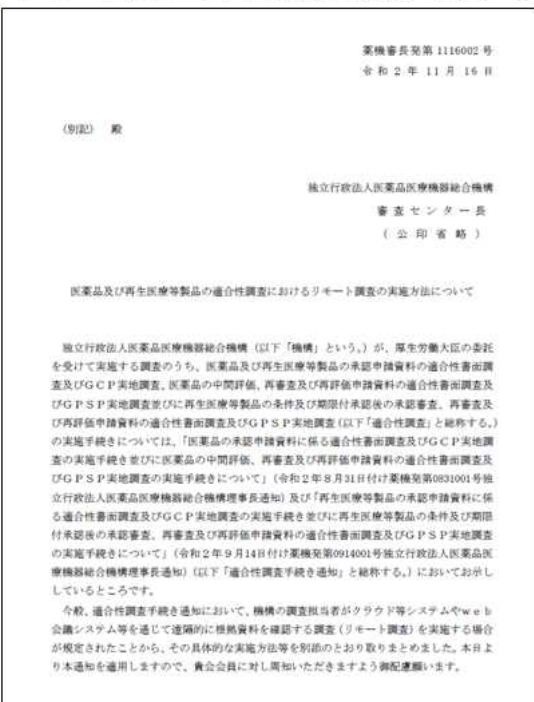 薬機審長発第 1116002 号
令和２年 11 月 16 日
（別記）　殿
独立行政法人医薬品医療機器総合機構
審査センター長
（公印省略）
医薬品及び再生医療等製品の適合性調査におけるリモート調査の実施方法について
独立行政法人医薬品医療機器総合機構（以下「機構」という。）が、厚生労働大臣の委託
を受けて実施する調査のうち、医薬品及び再生医療等製品の承認申請資料の適合性書面調
査及びＧＣＰ実地調査、医薬品の中間評価、再審査及び再評価申請資料の適合性書面調査及
びＧＰＳＰ実地調査並びに再生医療等製品の条件及び期限付承認後の承認審査、再審査及
び再評価申請資料の適合性書面調査及びＧＰＳＰ実地調査（以下「適合性調査」と総称する。）
の実施手続きについては、「医薬品の承認申請資料に係る適合性書面調査及びＧＣＰ実地調
査の実施手続き並びに医薬品の中間評価、再審査及び再評価申請資料の適合性書面調査及
びＧＰＳＰ実地調査の実施手続きについて」（令和２年８月31日付け薬機発第0831001号独
立行政法人医薬品医療機器総合機構理事長通知）及び「再生医療等製品の承認申請資料に係
る適合性書面調査及びＧＣＰ実地調査の実施手続き並びに再生医療等製品の条件及び期限
付承認後の承認審査、再審査及び再評価申請資料の適合性書面調査及びＧＰＳＰ実地調査
の実施手続きについて」（令和２年９月14日付け薬機発第0914001号独立行政法人医薬品医
療機器総合機構理事長通知）（以下「適合性調査手続き通知」と総称する。）においてお示し
しているところです。
今般、適合性調査手続き通知において、機構の調査担当者がクラウド等システムやｗｅｂ
会議システム等を通じて遠隔的に根拠資料を確認する調査（リモート調査）を実施する場合
が規定されたことから、その具体的な実施方法等を別添のとおり取りまとめました。本日よ
り本通知を適用しますので、貴会会員に対し周知いただきますよう御配慮願います。